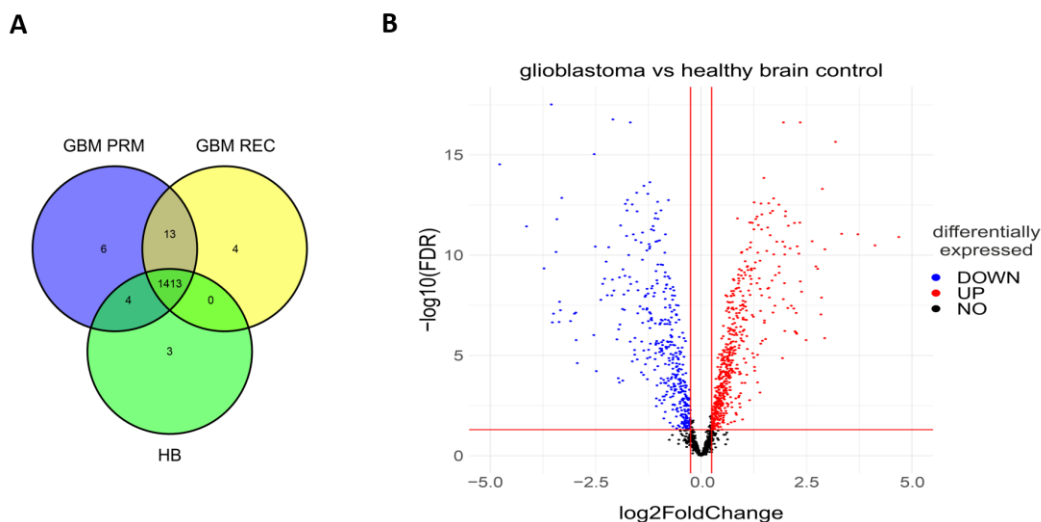 A
GBM PRM
GBM REC
13
6
4
1413
4
0
3
HB
B
glioblastoma vs healthy brain control
15
10
5
0
−log10(FDR)
−5.0
−2.5
0.0
2.5
5.0
log2FoldChange
differentially
expressed
DOWN
UP
NO